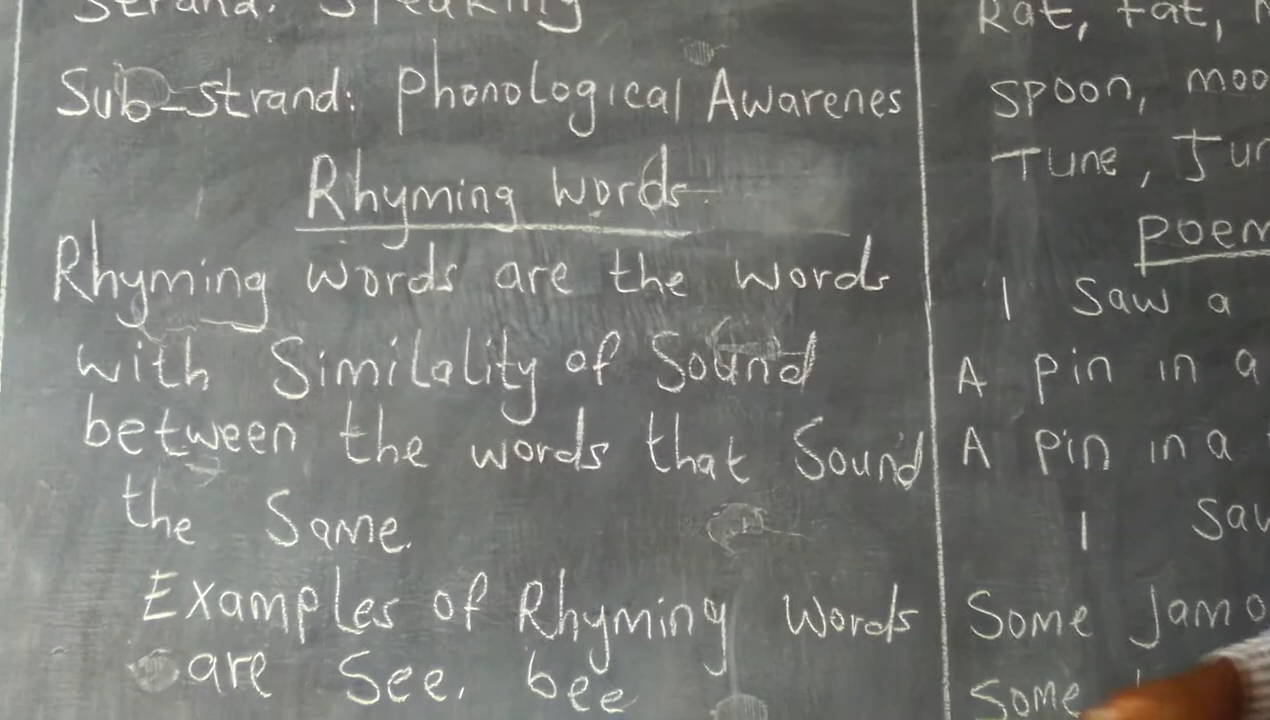 Strand: Speaking
Sub-strand: Phonological Awarenes
Rhyming words
Rhyming words are the words
with Similality of Sound
between the words that Sound
the Same.
Examples of Rhyming words
are See, bee
Rat, fat,
Spoon,
Tune,
I Saw a
A pin in a
A pin in a
I
Some
Some